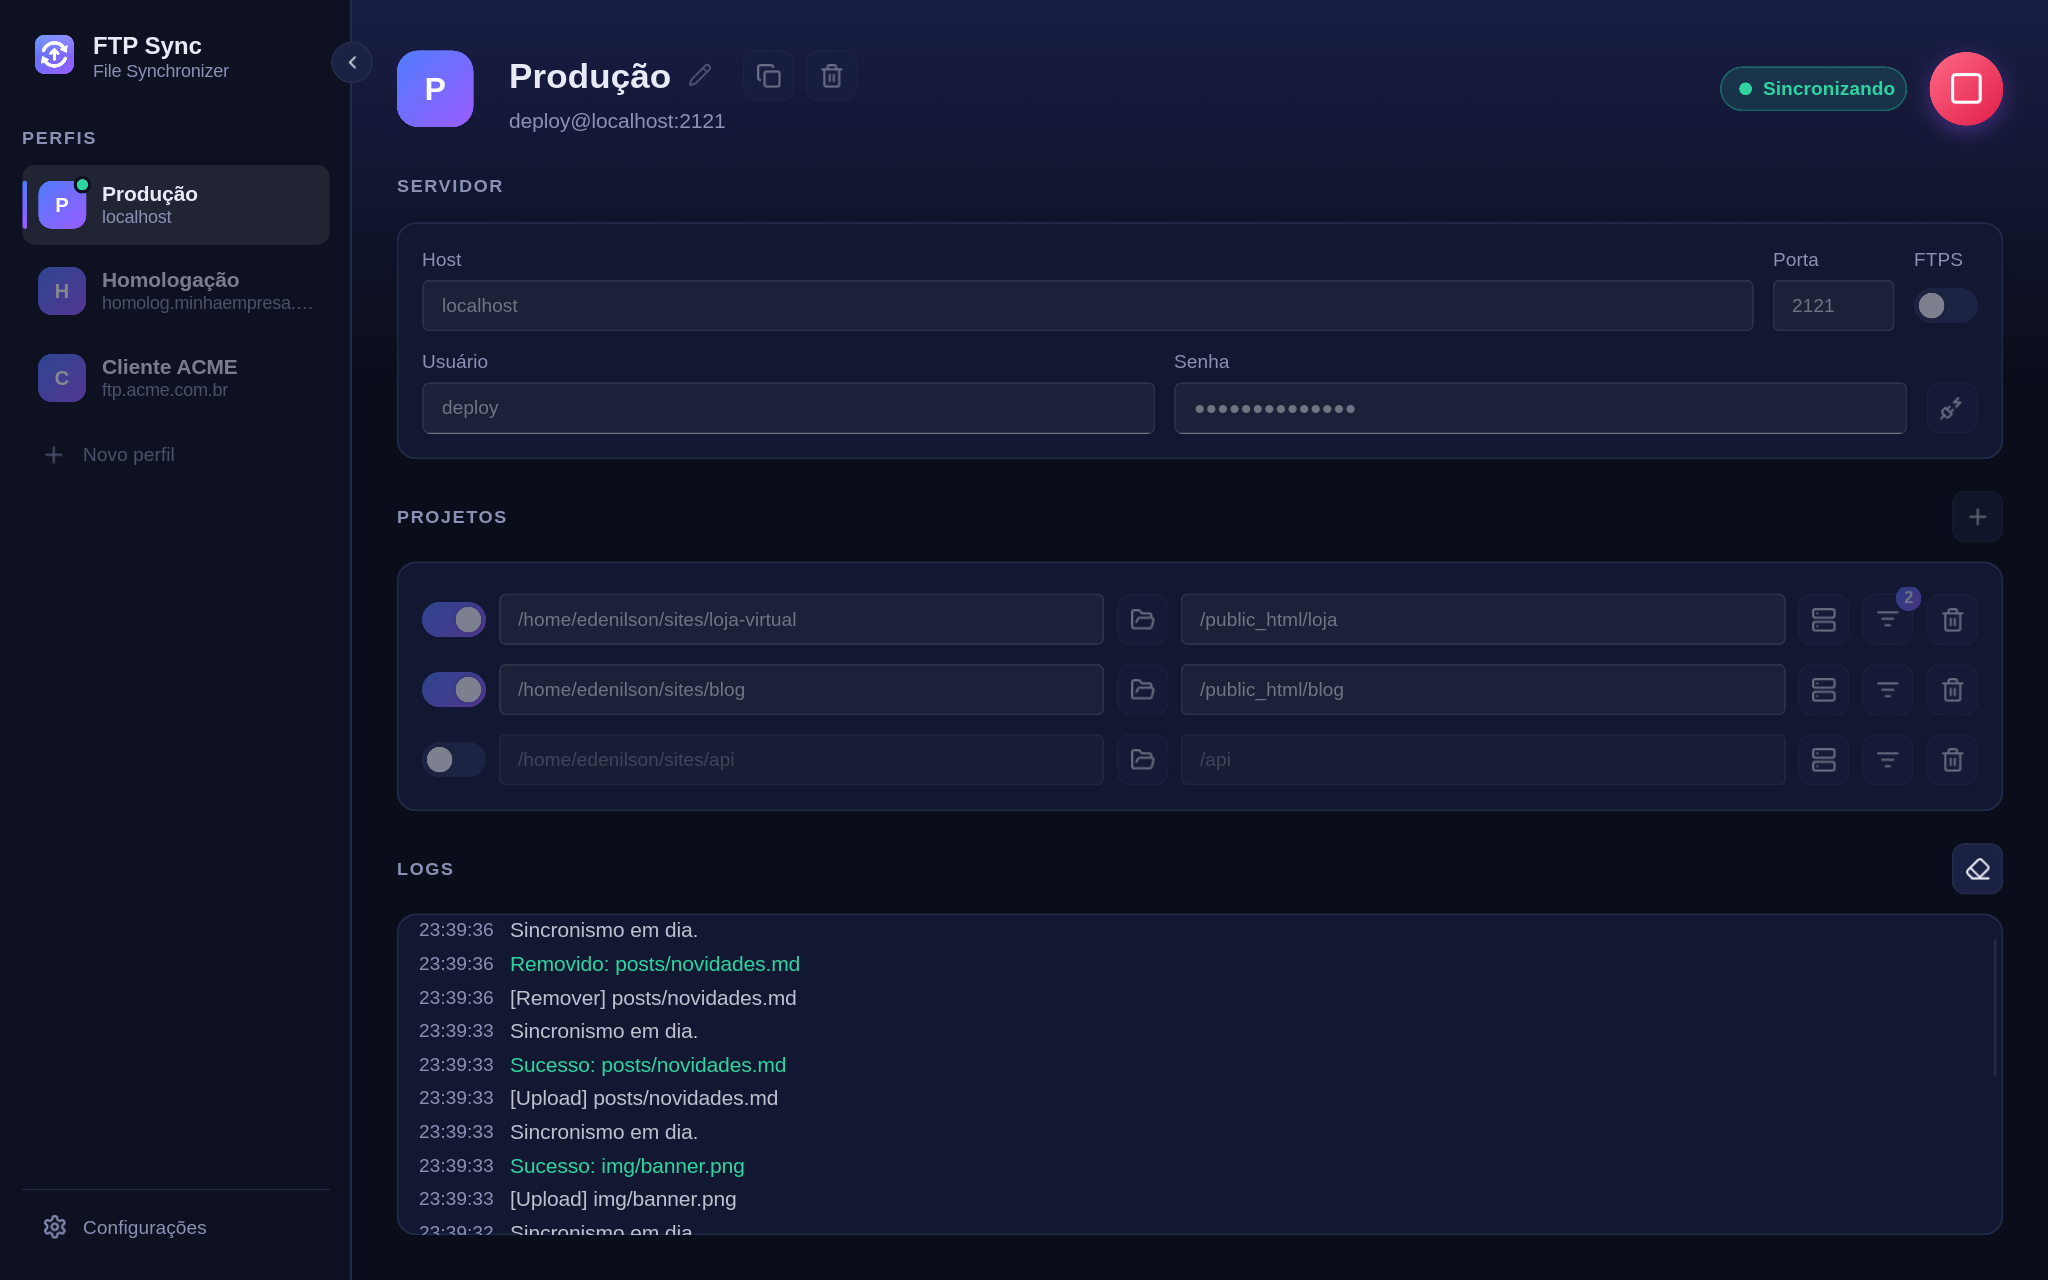 FTP Sync
File Synchronizer
PERFIS
P
Produção
localhost
H
Homologação
homolog.minhaempresa....
C
Cliente ACME
ftp.acme.com.br
Novo perfil
Configurações
P
Produção
deploy@localhost:2121
Sincronizando
SERVIDOR
Host
Porta
FTPS
localhost
2121
Usuário
Senha
deploy
●●●●●●●●●●●●●●
PROJETOS
/home/edenilson/sites/loja-virtual
/public_html/loja
2
/home/edenilson/sites/blog
/public_html/blog
/home/edenilson/sites/api
/api
LOGS
23:39:36 Sincronismo em dia.
23:39:36 Removido: posts/novidades.md
23:39:36 [Remover] posts/novidades.md
23:39:33 Sincronismo em dia.
23:39:33 Sucesso: posts/novidades.md
23:39:33 [Upload] posts/novidades.md
23:39:33 Sincronismo em dia.
23:39:33 Sucesso: img/banner.png
23:39:33 [Upload] img/banner.png
23:39:32 Sincronismo em dia.